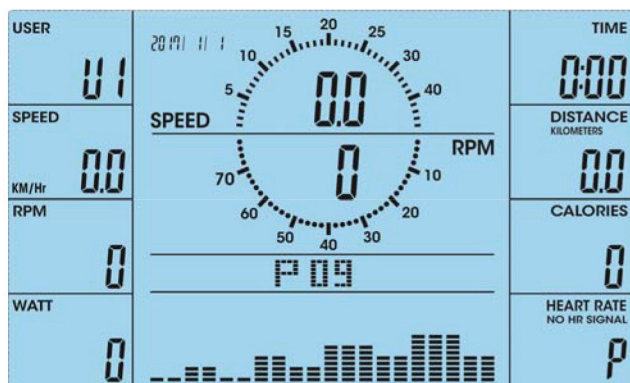 USER
U1
SPEED
KM/Hr 0.0
RPM
0
WATT
0
2017/ 1/ 1
5 10 15 20 25 30 40
SPEED 0.0
RPM 0
70 60 50 40 30 20 10
P09
TIME
0:00
DISTANCE
KILOMETERS
0.0
CALORIES
0
HEART RATE
NO HR SIGNAL
P